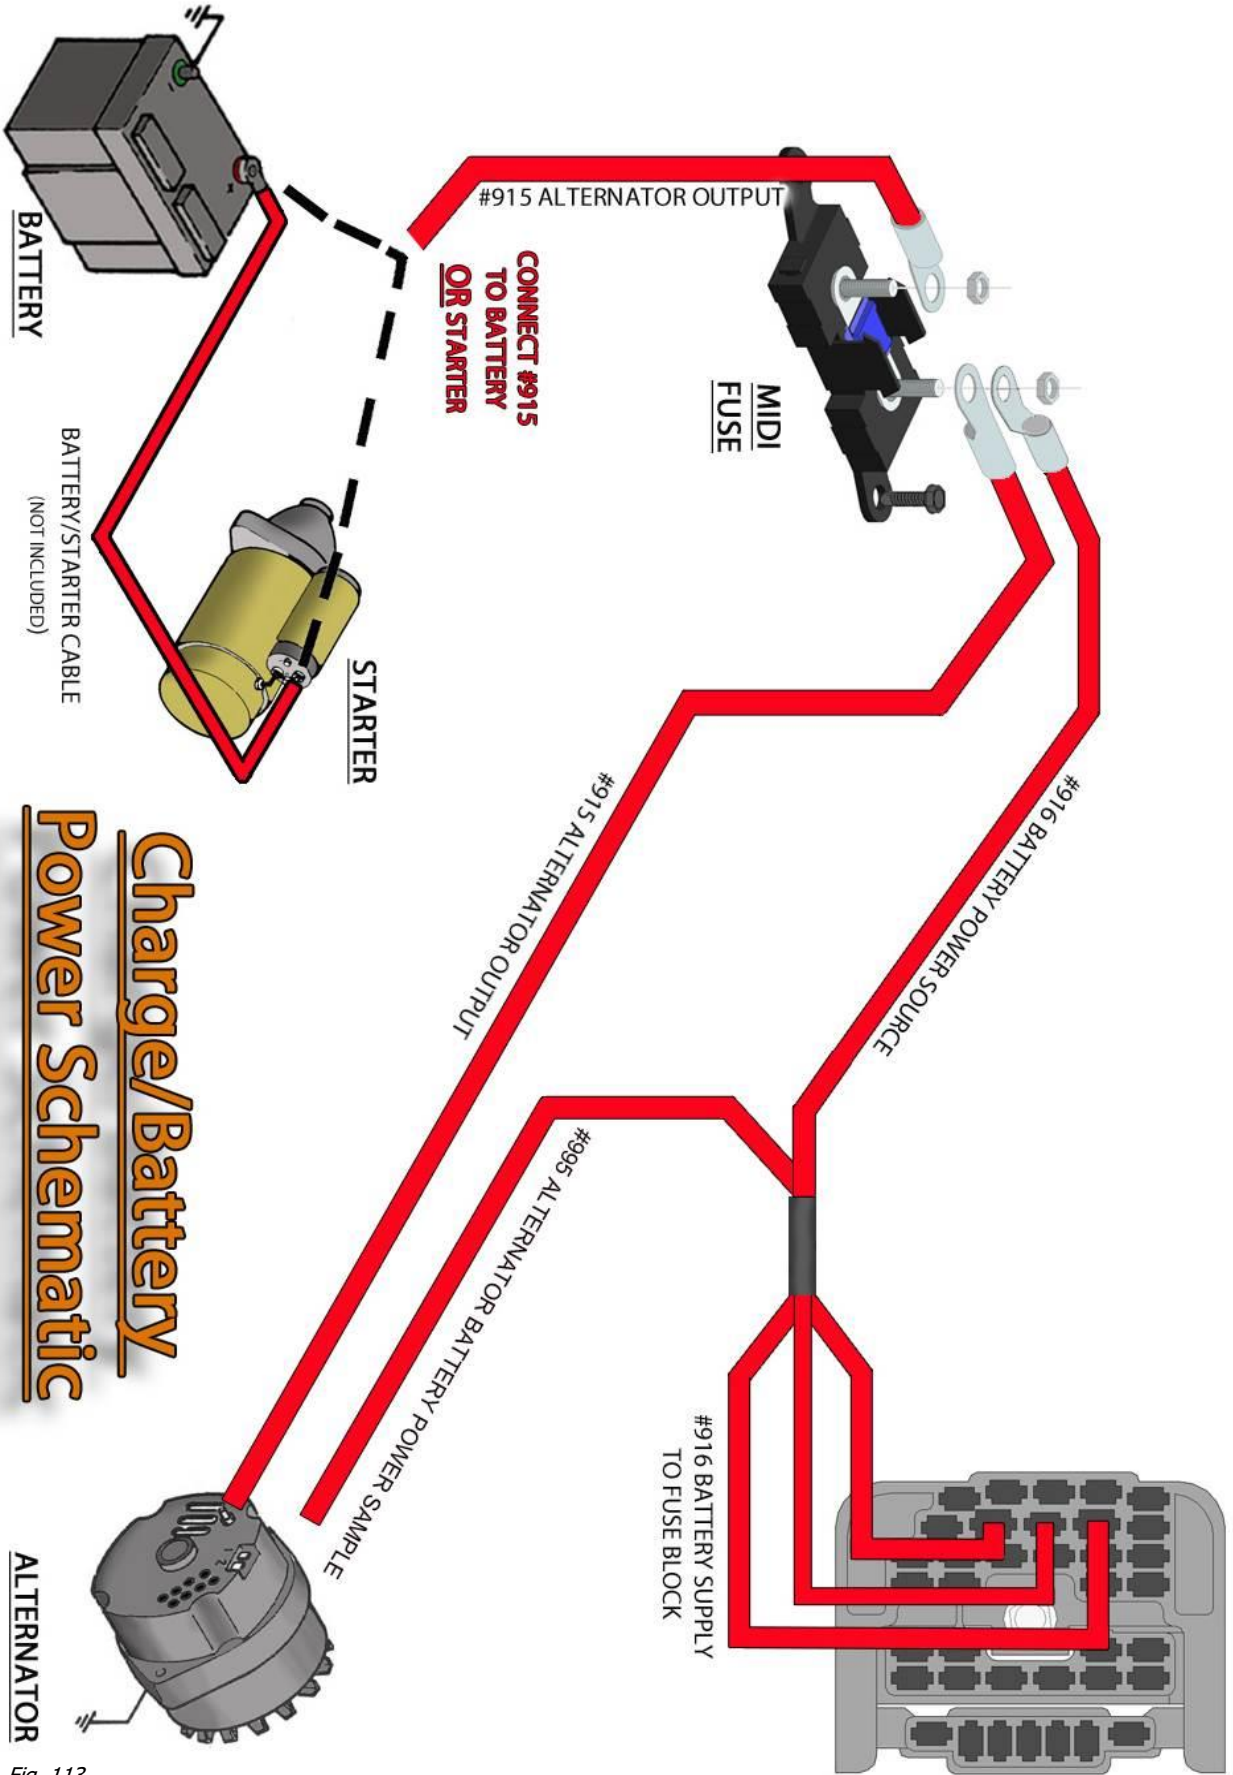 #915 ALTERNATOR OUTPUT
CONNECT #915
TO BATTERY
OR STARTER
MIDI
FUSE
BATTERY
BATTERY/STARTER CABLE
(NOT INCLUDED)
STARTER
#916 BATTERY POWER SOURCE
#915 ALTERNATOR OUTPUT
#995 ALTERNATOR BATTERY POWER SAMPLE
#916 BATTERY SUPPLY
TO FUSE BLOCK
Charge/Battery
Power Schematic
1
2
ALTERNATOR